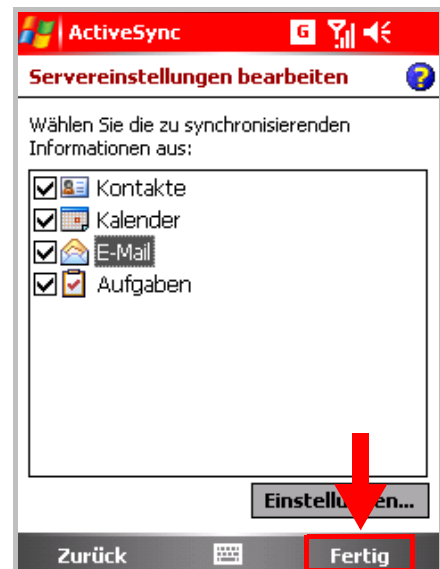 ActiveSync G
Servereinstellungen bearbeiten ?
Wählen Sie die zu synchronisierenden
Informationen aus:
Kontakte
Kalender
E-Mail
Aufgaben
Zurück Fertig